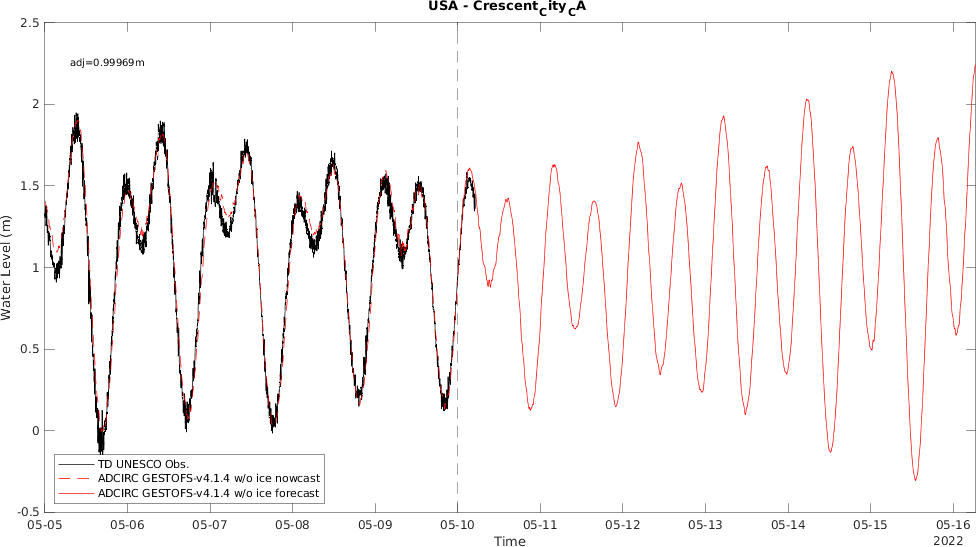 USA - CrescentCityCA
2.5
adj=0.99969m
2
1.5
1
0.5
0
-0.5
Water Level (m)
TD UNESCO Obs.
ADCIRC GESTOFS-v4.1.4 w/o ice nowcast
ADCIRC GESTOFS-v4.1.4 w/o ice forecast
05-05 05-06 05-07 05-08 05-09 05-10 05-11 05-12 05-13 05-14 05-15 05-16
Time
2022